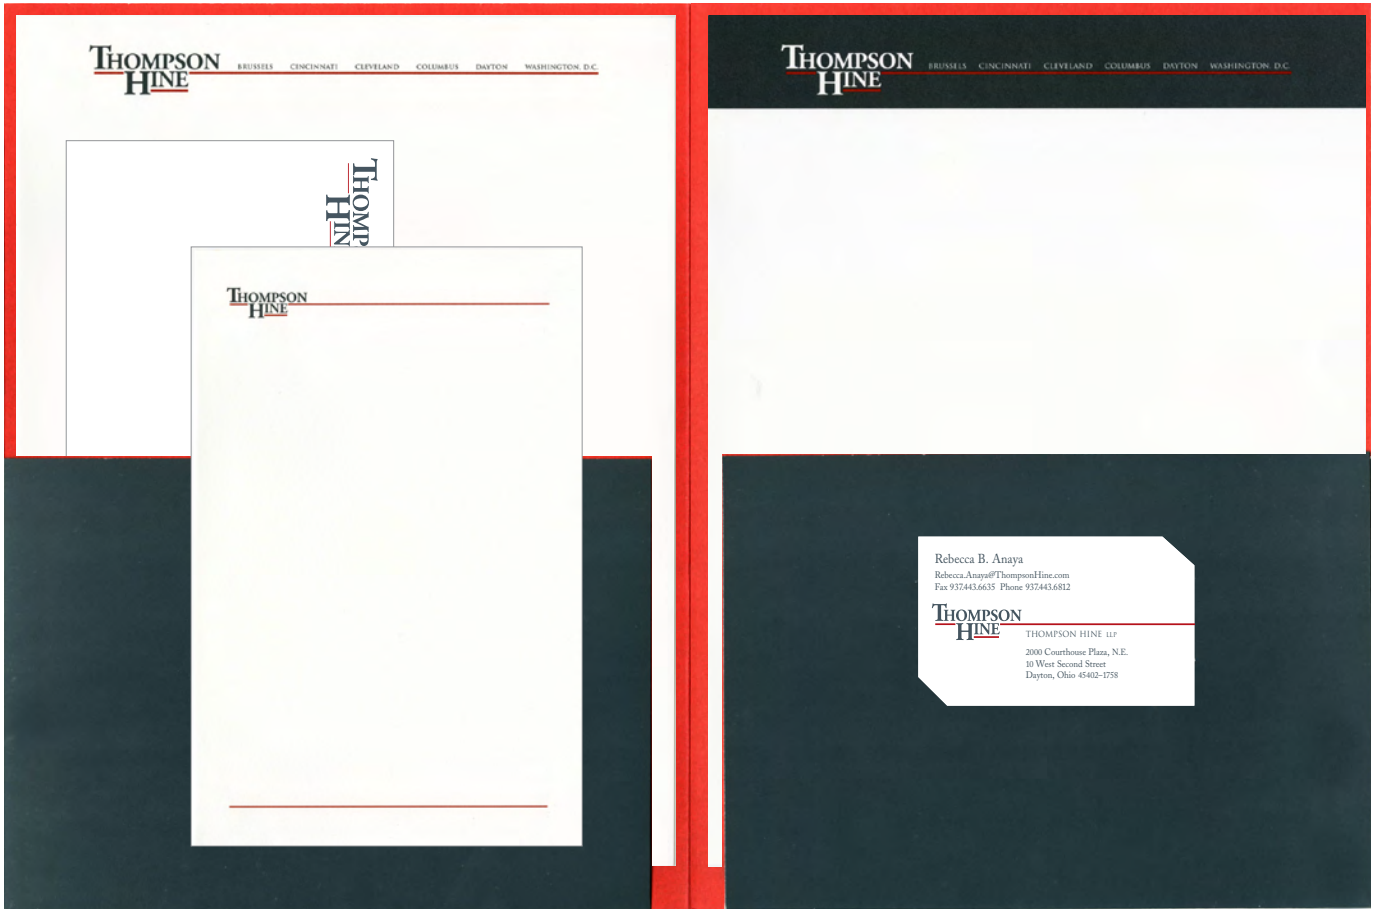 THOMPSON HINE BRUSSELS CINCINNATI CLEVELAND COLUMBUS DAYTON WASHINGTON, D.C.
THOMP
HIN
THOMPSON
HINE
THOMPSON HINE BRUSSELS CINCINNATI CLEVELAND COLUMBUS DAYTON WASHINGTON, D.C.
Rebecca B. Anaya
Rebecca.Anaya@ThompsonHine.com
Fax 937.443.6635 Phone 937.443.6812
THOMPSON
HINE
THOMPSON HINE LLP
2000 Courthouse Plaza, N.E.
10 West Second Street
Dayton, Ohio 45402–1758